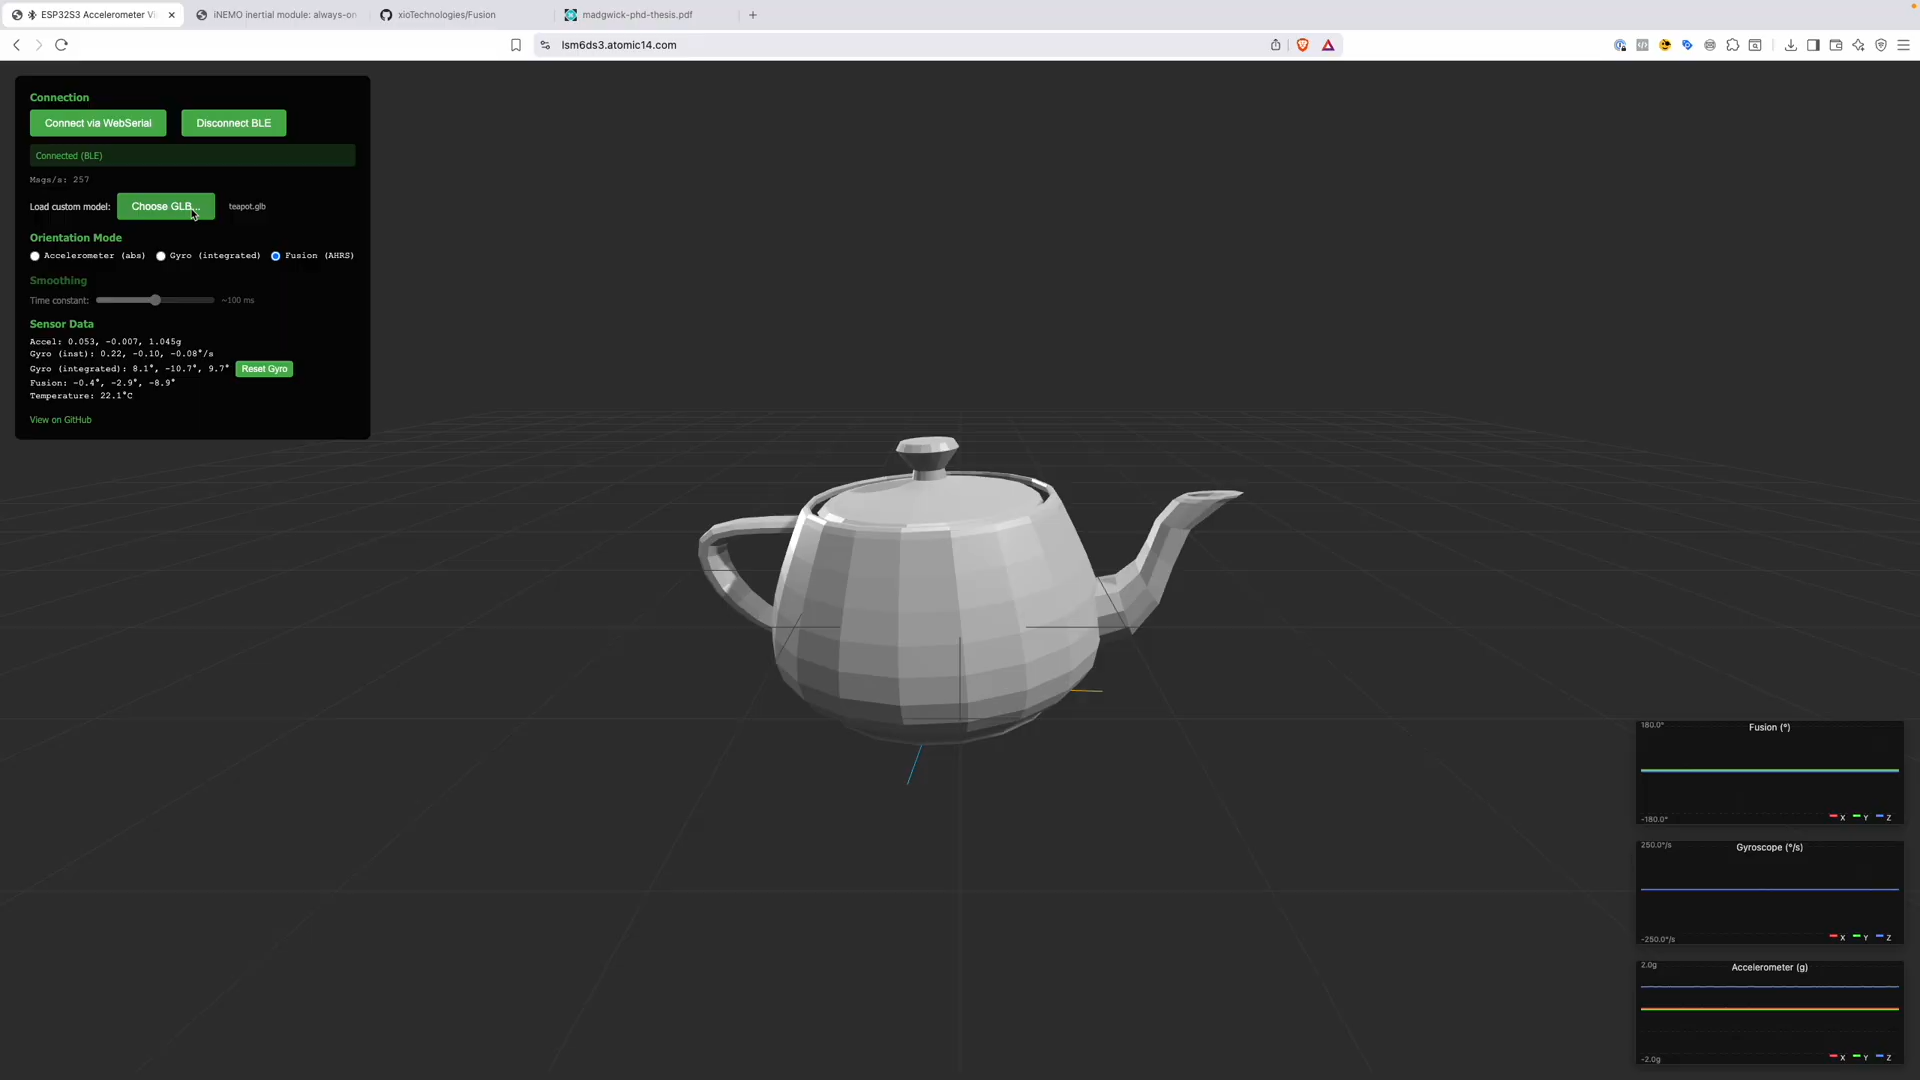 ESP32S3 Accelerometer Vi
iNEMO inertial module: always-on
xioTechnologies/Fusion
madgwick-phd-thesis.pdf
lsm6ds3.atomic14.com
Connection
Connect via WebSerial
Disconnect BLE
Connected (BLE)
Msgs/s: 257
Load custom model:
Choose GLB...
teapot.glb
Orientation Mode
Accelerometer (abs)
Gyro (integrated)
Fusion (AHRS)
Smoothing
Time constant:
~100 ms
Sensor Data
Accel: 0.053, -0.007, 1.045g
Gyro (inst): 0.22, -0.10, -0.08°/s
Gyro (integrated): 8.1°, -10.7°, 9.7°
Reset Gyro
Fusion: -0.4°, -2.9°, -8.9°
Temperature: 22.1°C
View on GitHub
180.0°
Fusion (°)
-180.0°
X Y Z
250.0°/s
Gyroscope (°/s)
-250.0°/s
X Y Z
2.0g
Accelerometer (g)
-2.0g
X Y Z